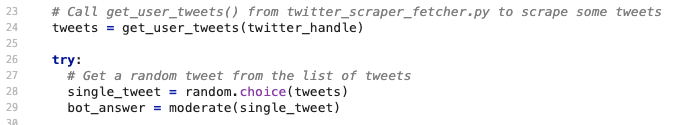 23 # Call get_user_tweets() from twitter_scraper_fetcher.py to scrape some tweets
24 tweets = get_user_tweets(twitter_handle)
25
26 try:
27 # Get a random tweet from the list of tweets
28 single_tweet = random.choice(tweets)
29 bot_answer = moderate(single_tweet)
30